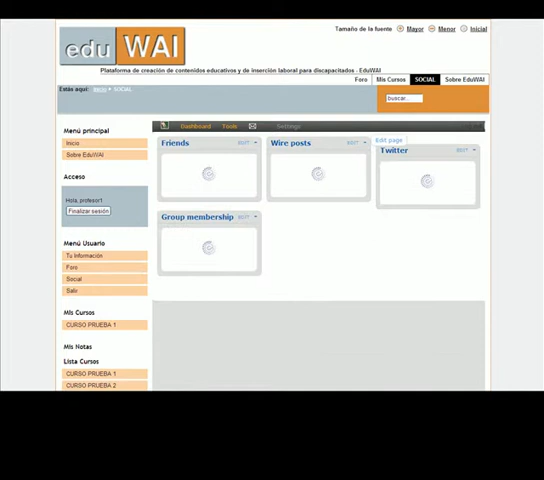 Tamaño de la fuente Mayor Menor Inicial
edu WAI
Plataforma de creación de contenidos educativos y de inserción laboral para discapacitados - EduWAI
Foro Mis Cursos SOCIAL Sobre EduWAI
Estás aquí: Inicio SOCIAL
buscar...
Menú principal
Inicio
Sobre EduWAI
Acceso
Hola, profesor1
Finalizar sesión
Menú Usuario
Tu Información
Foro
Social
Salir
Mis Cursos
CURSO PRUEBA 1
Mis Notas
Lista Cursos
CURSO PRUEBA 1
CURSO PRUEBA 2
Dashboard Tools Settings
Edit page
Friends EDIT
Wire posts EDIT
Twitter EDIT
Group membership EDIT